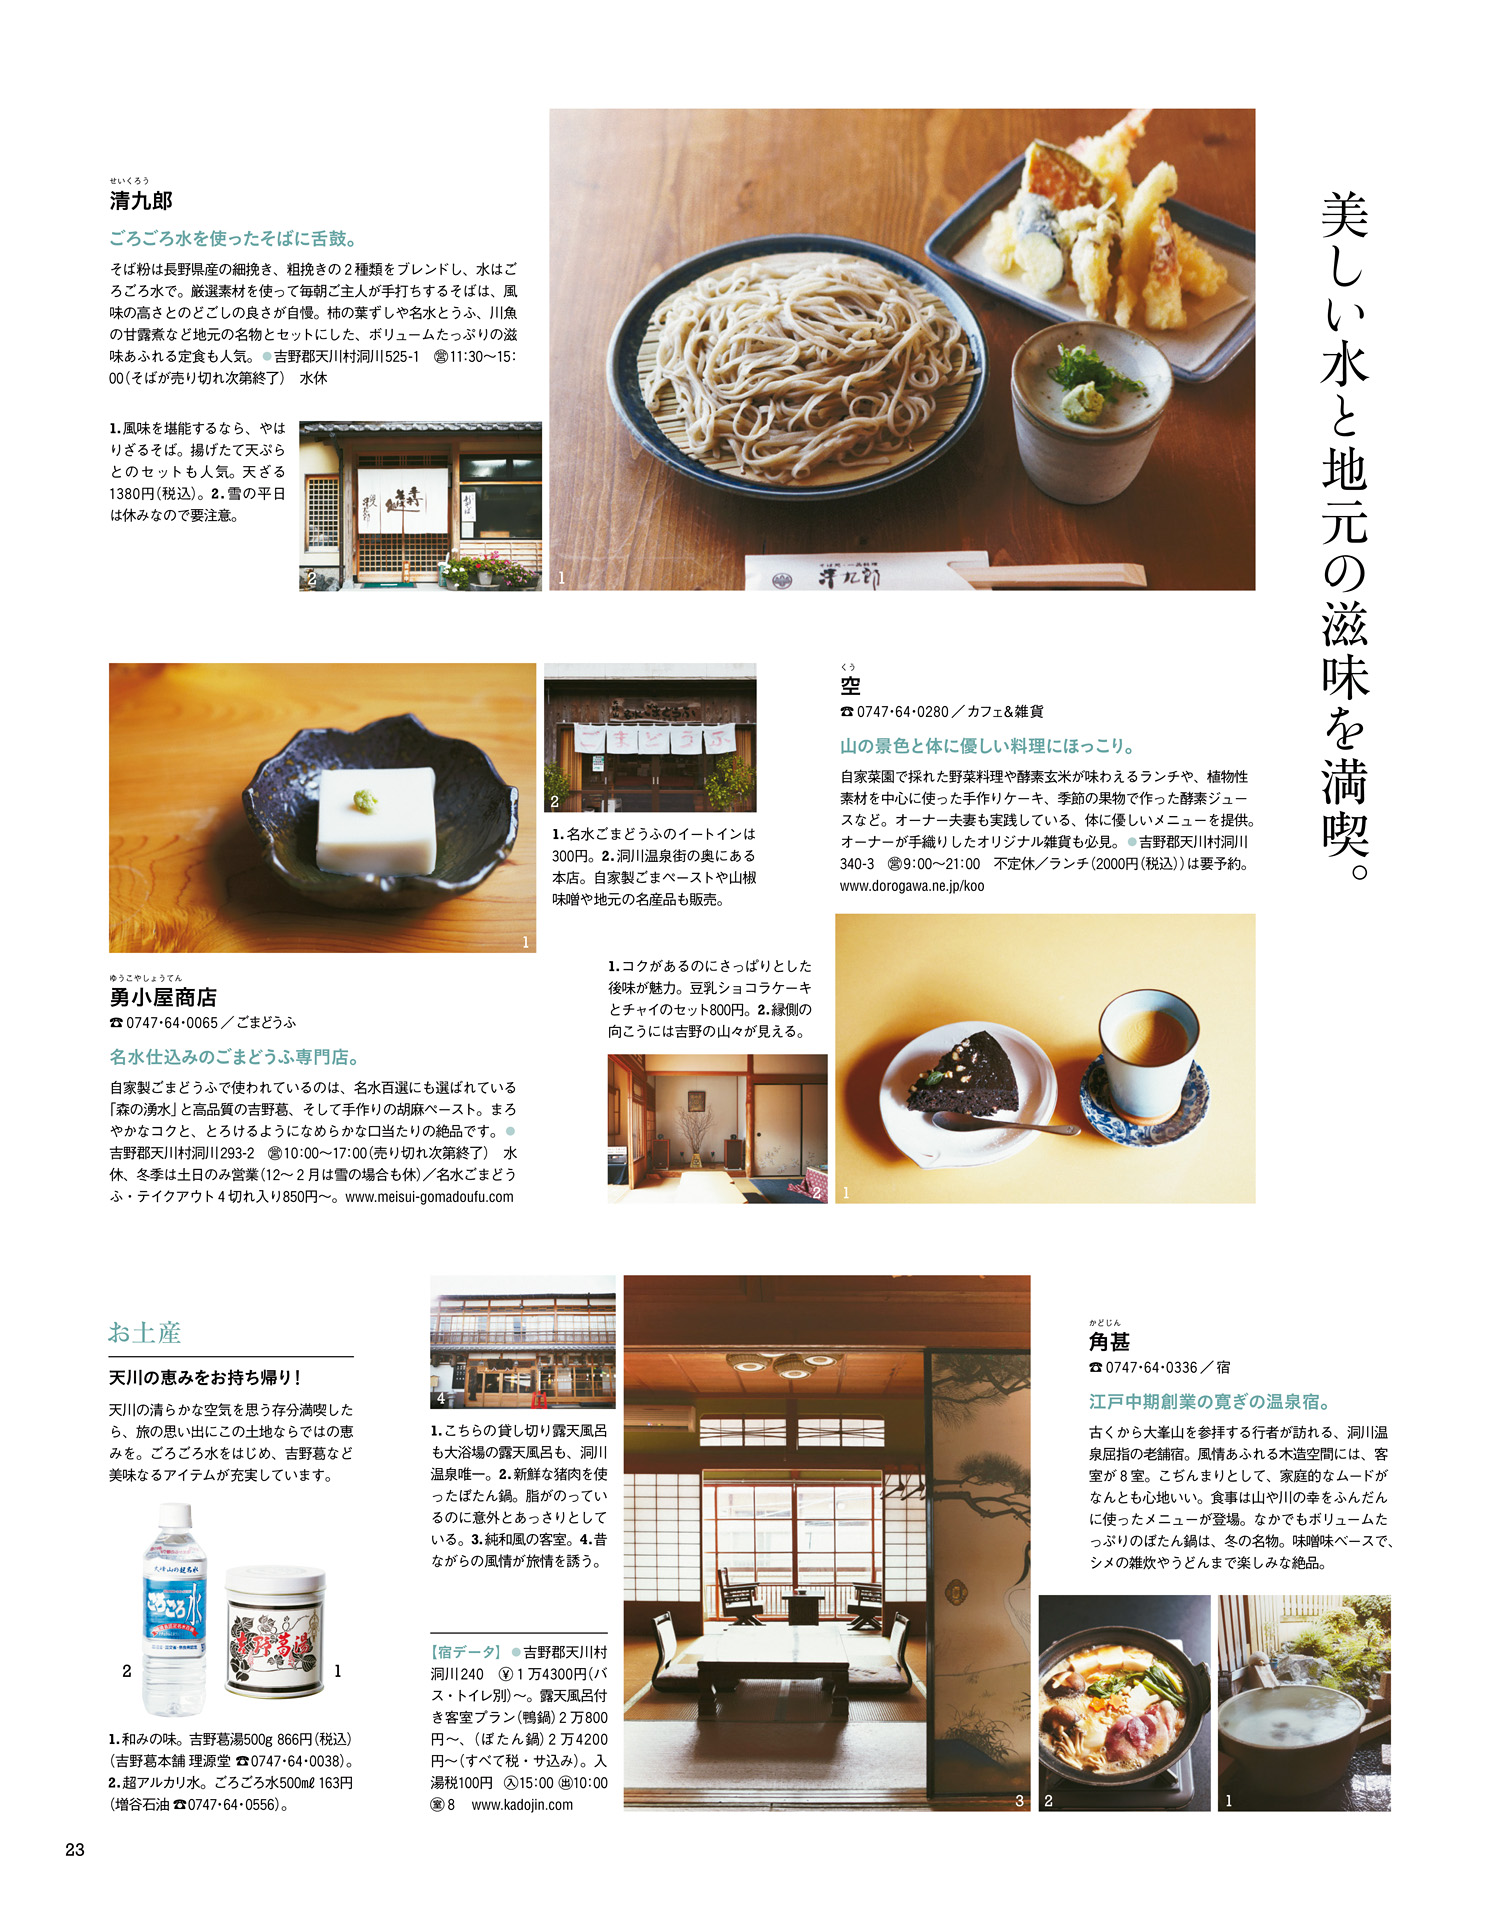 美しい水と地元の滋味を満喫。
せいくろう
清九郎
ごろごろ水を使ったそばに舌鼓。
そば粉は長野県産の細挽き、粗挽きの2種類をブレンドし、水はご
ろごろ水で。厳選素材を使って毎朝ご主人が手打ちするそばは、風
味の高さとのどごしの良さが自慢。柿の葉ずしや名水とうふ、川魚
の甘露煮など地元の名物とセットにした、ボリュームたっぷりの滋
味あふれる定食も人気。●吉野郡天川村洞川525-1 ㊡11:30〜15:
00(そばが売り切れ次第終了) 水休
1.風味を堪能するなら、やは
りざるそば。揚げたて天ぷら
とのセットも人気。天ざる
1380円(税込)。2.雪の平日
は休みなので要注意。
2
1
清九郎
ごまどうふ
2
1
1.名水ごまどうふのイートインは
300円。2.洞川温泉街の奥にある
本店。自家製ごまペーストや山椒
味噌や地元の名産品も販売。
ゆうこやしょうてん
勇小屋商店
☎0747・64・0065／ごまどうふ
名水仕込みのごまどうふ専門店。
自家製ごまどうふで使われているのは、名水百選にも選ばれている
「森の湧水」と高品質の吉野葛、そして手作りの胡麻ペースト。まろ
やかなコクと、とろけるようになめらかな口当たりの絶品です。●
吉野郡天川村洞川293-2 営10:00〜17:00(売り切れ次第終了) 水
休、冬季は土日のみ営業(12〜2月は雪の場合も休)／名水ごまどう
ふ・テイクアウト4切れ入り850円〜。www.meisui-gomadoufu.com
くう
空
☎0747・64・0280／カフェ&雑貨
山の景色と体に優しい料理にほっこり。
自家菜園で採れた野菜料理や酵素玄米が味わえるランチや、植物性
素材を中心に使った手作りケーキ、季節の果物で作った酵素ジュー
スなど。オーナー夫妻も実践している、体に優しいメニューを提供。
オーナーが手織りしたオリジナル雑貨も必見。●吉野郡天川村洞川
340-3 営9:00〜21:00 不定休／ランチ(2000円(税込))は要予約。
www.dorogawa.ne.jp/koo
1.コクがあるのにさっぱりとした
後味が魅力。豆乳ショコラケーキ
とチャイのセット800円。2.縁側の
向こうには吉野の山々が見える。
2
1
お土産
天川の恵みをお持ち帰り!
天川の清らかな空気を思う存分満喫した
ら、旅の思い出にこの土地ならではの恵
みを。ごろごろ水をはじめ、吉野葛など
美味なるアイテムが充実しています。
ごろごろ水
吉野葛湯
2
1
1.和みの味。吉野葛湯500g 866円(税込)
(吉野葛本舗 理源堂 ☎0747・64・0038)。
2.超アルカリ水。ごろごろ水500mℓ 163円
(増谷石油 ☎0747・64・0556)。
4
1.こちらの貸し切り露天風呂
も大浴場の露天風呂も、洞川
温泉唯一。2.新鮮な猪肉を使
ったぼたん鍋。脂がのってい
るのに意外とあっさりとして
いる。3.純和風の客室。4.昔
ながらの風情が旅情を誘う。
【宿データ】 ●吉野郡天川村
洞川240 ¥1万4300円(バ
ス・トイレ別)〜。露天風呂付
き客室プラン(鴨鍋)2万800
円〜、(ぼたん鍋)2万4200
円〜(すべて税・サ込み)。入
湯税100円 入15:00 出10:00
室8 www.kadojin.com
かどじん
角甚
☎0747・64・0336／宿
江戸中期創業の寛ぎの温泉宿。
古くから大峯山を参拝する行者が訪れる、洞川温
泉屈指の老舗宿。風情あふれる木造空間には、客
室が8室。こぢんまりとして、家庭的なムードが
なんとも心地いい。食事は山や川の幸をふんだん
に使ったメニューが登場。なかでもボリュームた
っぷりのぼたん鍋は、冬の名物。味噌味ベースで、
シメの雑炊やうどんまで楽しみな絶品。
3
2
1
23